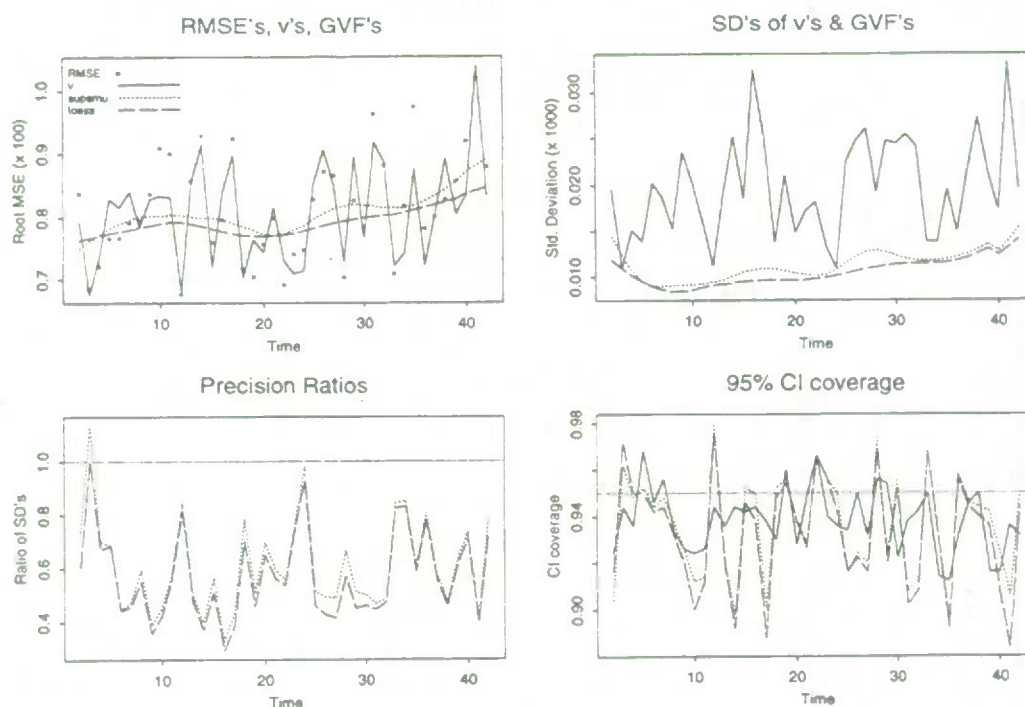 RMSE's, v's, GVF's
RMSE
v
supsmu
loess
Root MSE (x 100)
0.7 0.8 0.9 1.0
10 20 30 40
Time
SD's of v's & GVF's
Std. Deviation (x 1000)
0.010 0.020 0.030
10 20 30 40
Time
Precision Ratios
Ratio of SD's
0.4 0.6 0.8 1.0
10 20 30 40
Time
95% CI coverage
CI coverage
0.90 0.94 0.98
10 20 30 40
Time